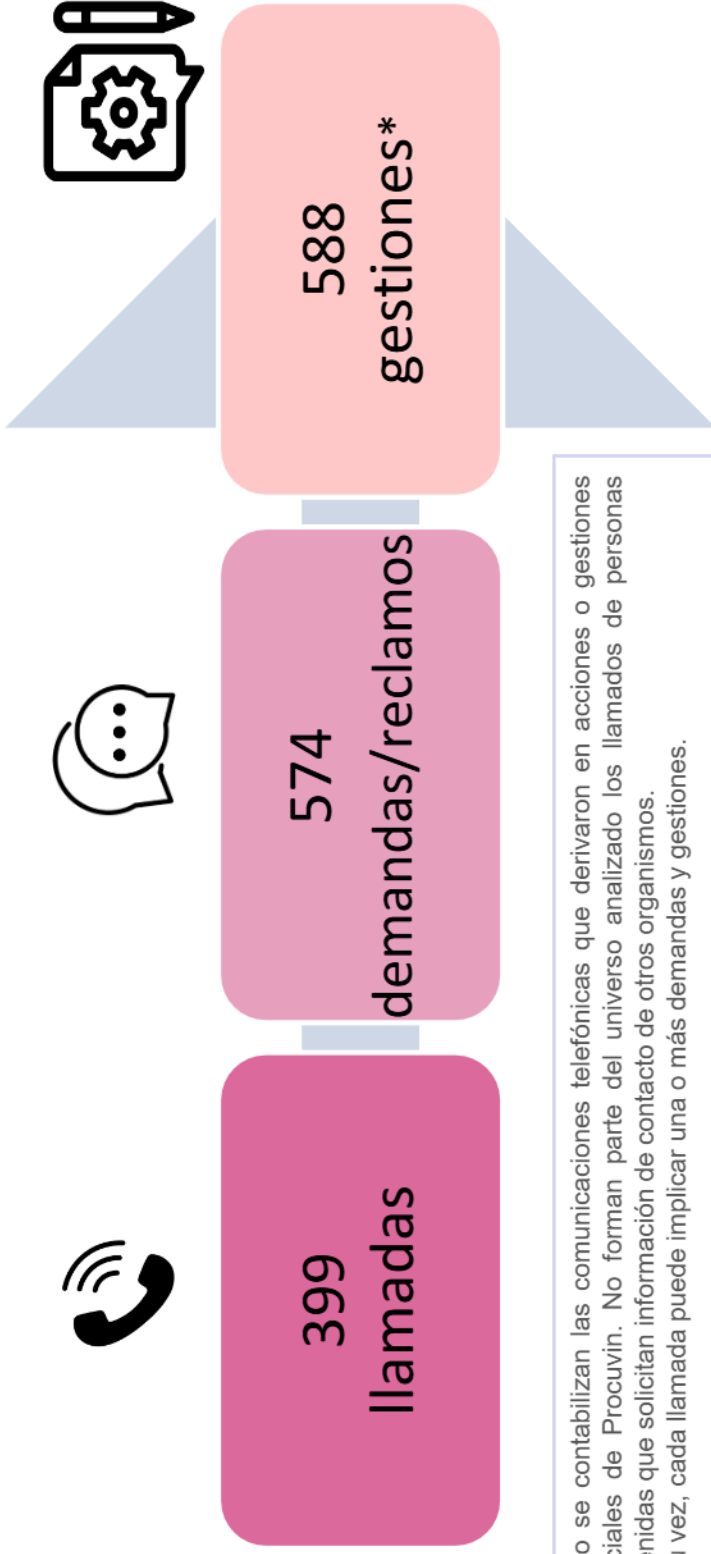 399
llamadas
574
demandas/reclamos
588
gestiones*
o se contabilizan las comunicaciones telefónicas que derivaron en acciones o gestiones
ciales de Procuvin. No forman parte del universo analizado los llamados de personas
enidas que solicitan información de contacto de otros organismos.
vez, cada llamada puede implicar una o más demandas y gestiones.